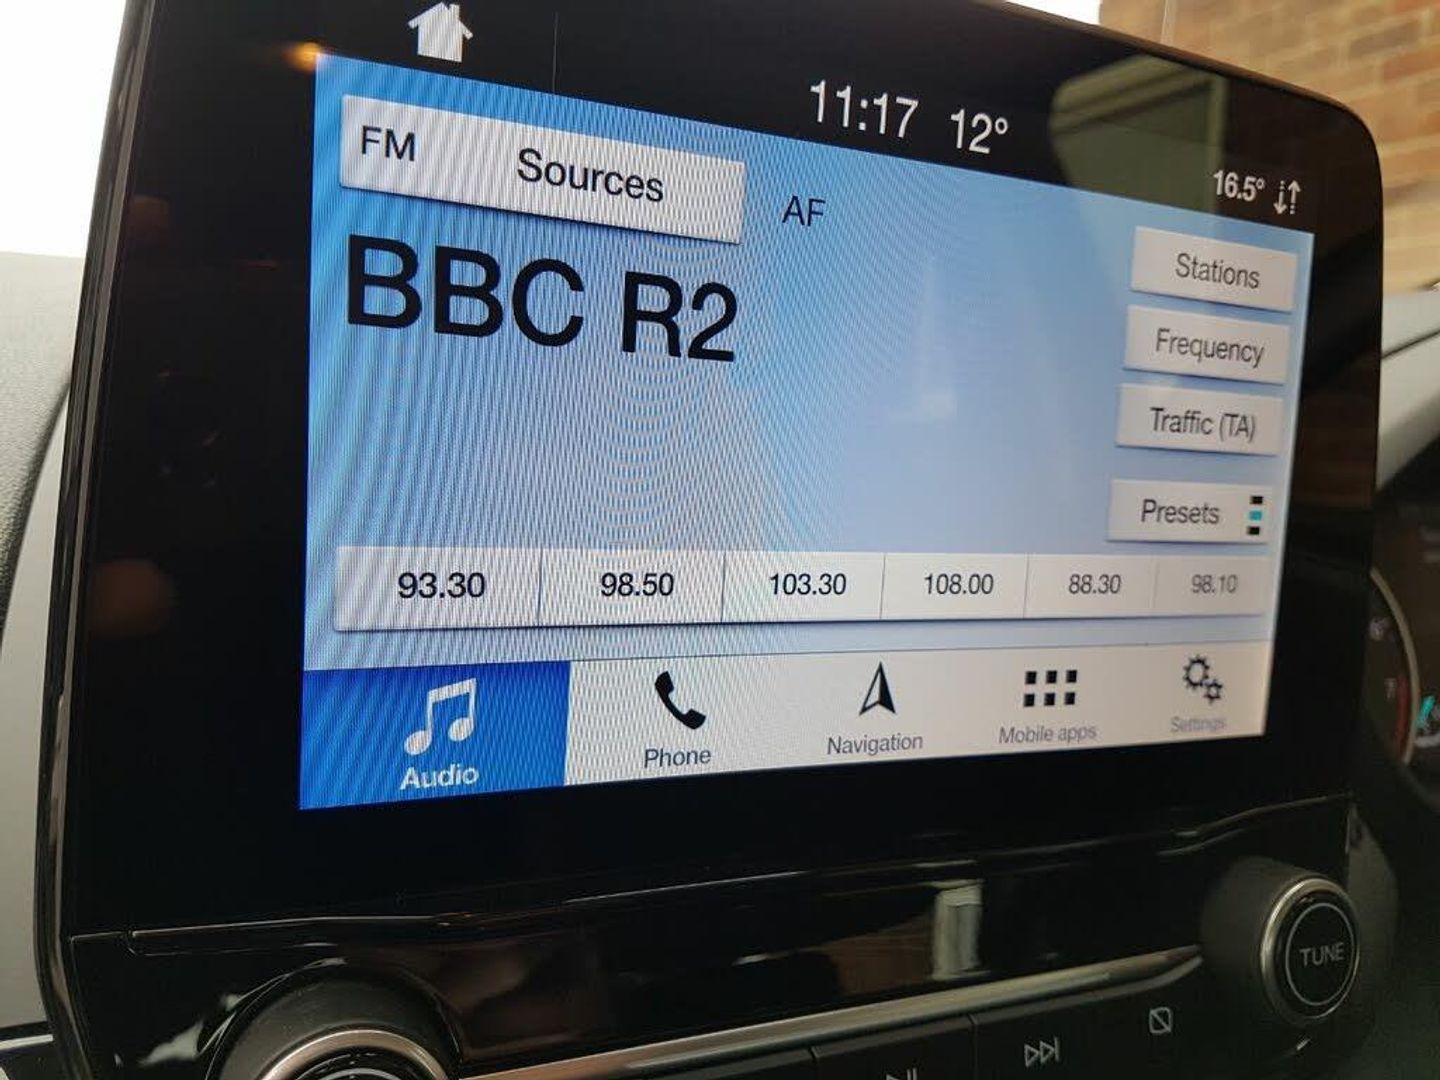 11:17 12°
16.5°
FM Sources
AF
BBC R2
Stations
Frequency
Traffic (TA)
Presets
93.30 98.50 103.30 108.00 88.30 98.10
Audio Phone Navigation Mobile apps Settings
TUNE